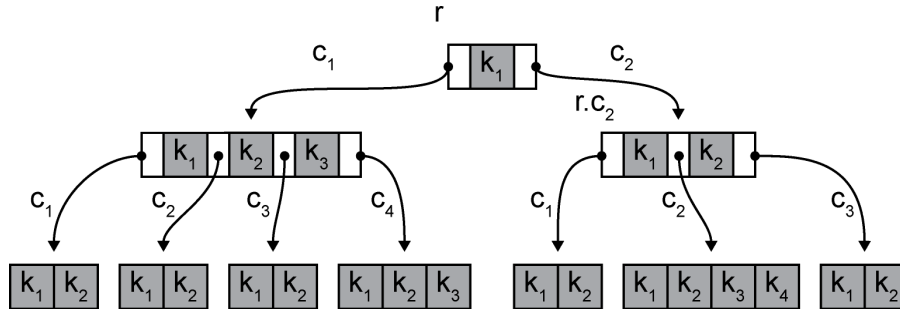 r
c₁ k₁ c₂
r.c₂
k₁ k₂ k₃ k₁ k₂
c₁ c₂ c₃ c₄ c₁ c₂ c₃
k₁ k₂ k₁ k₂ k₁ k₂ k₁ k₂ k₃ k₁ k₂ k₁ k₂ k₃ k₄ k₁ k₂